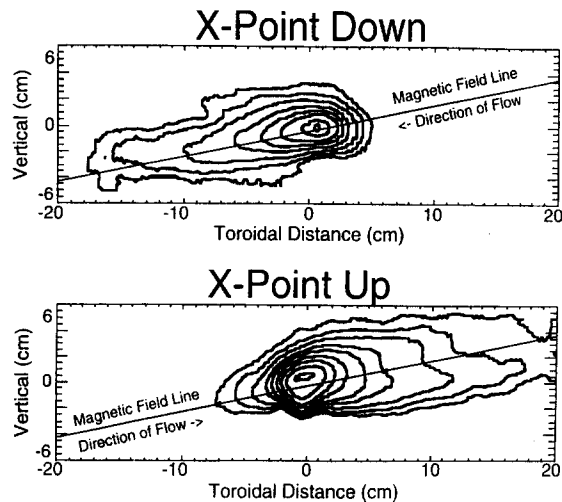 X-Point Down
6
0
-6
Vertical (cm)
Magnetic Field Line
<- Direction of Flow
-20
-10
0
10
20
Toroidal Distance (cm)
X-Point Up
6
0
-6
Vertical (cm)
Magnetic Field Line
Direction of Flow ->
-20
-10
0
10
20
Toroidal Distance (cm)